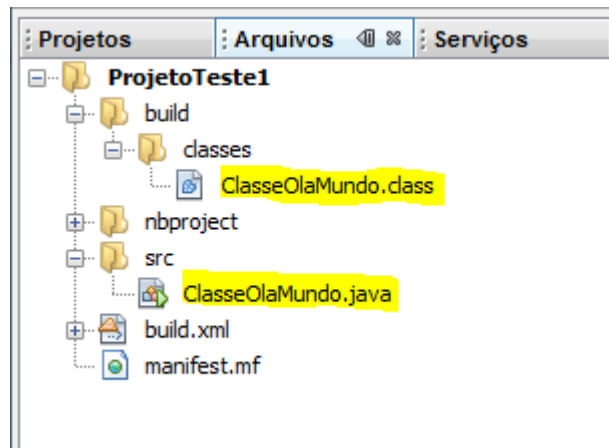 Projetos Arquivos Serviços
ProjetoTeste1
build
classes
ClasseOlaMundo.class
nbproject
src
ClasseOlaMundo.java
build.xml
manifest.mf